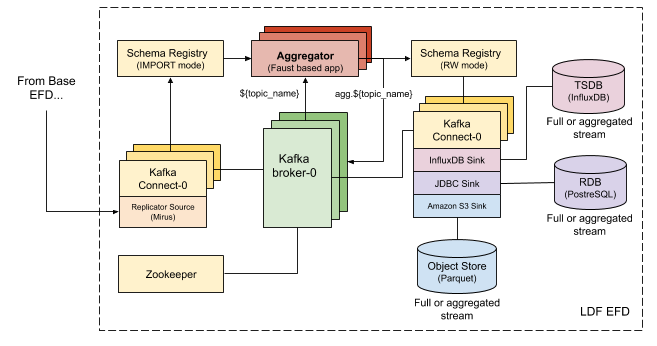 From Base
EFD...
Schema Registry
(IMPORT mode)
Aggregator
(Faust based app)
Schema Registry
(RW mode)
${topic_name}
agg.${topic_name}
Kafka
Connect-0
Replicator Source
(Mirus)
Kafka
broker-0
Kafka
Connect-0
InfluxDB Sink
JDBC Sink
Amazon S3 Sink
TSDB
(InfluxDB)
Full or aggregated
stream
RDB
(PostreSQL)
Full or aggregated
stream
Zookeeper
Object Store
(Parquet)
Full or aggregated
stream
LDF EFD